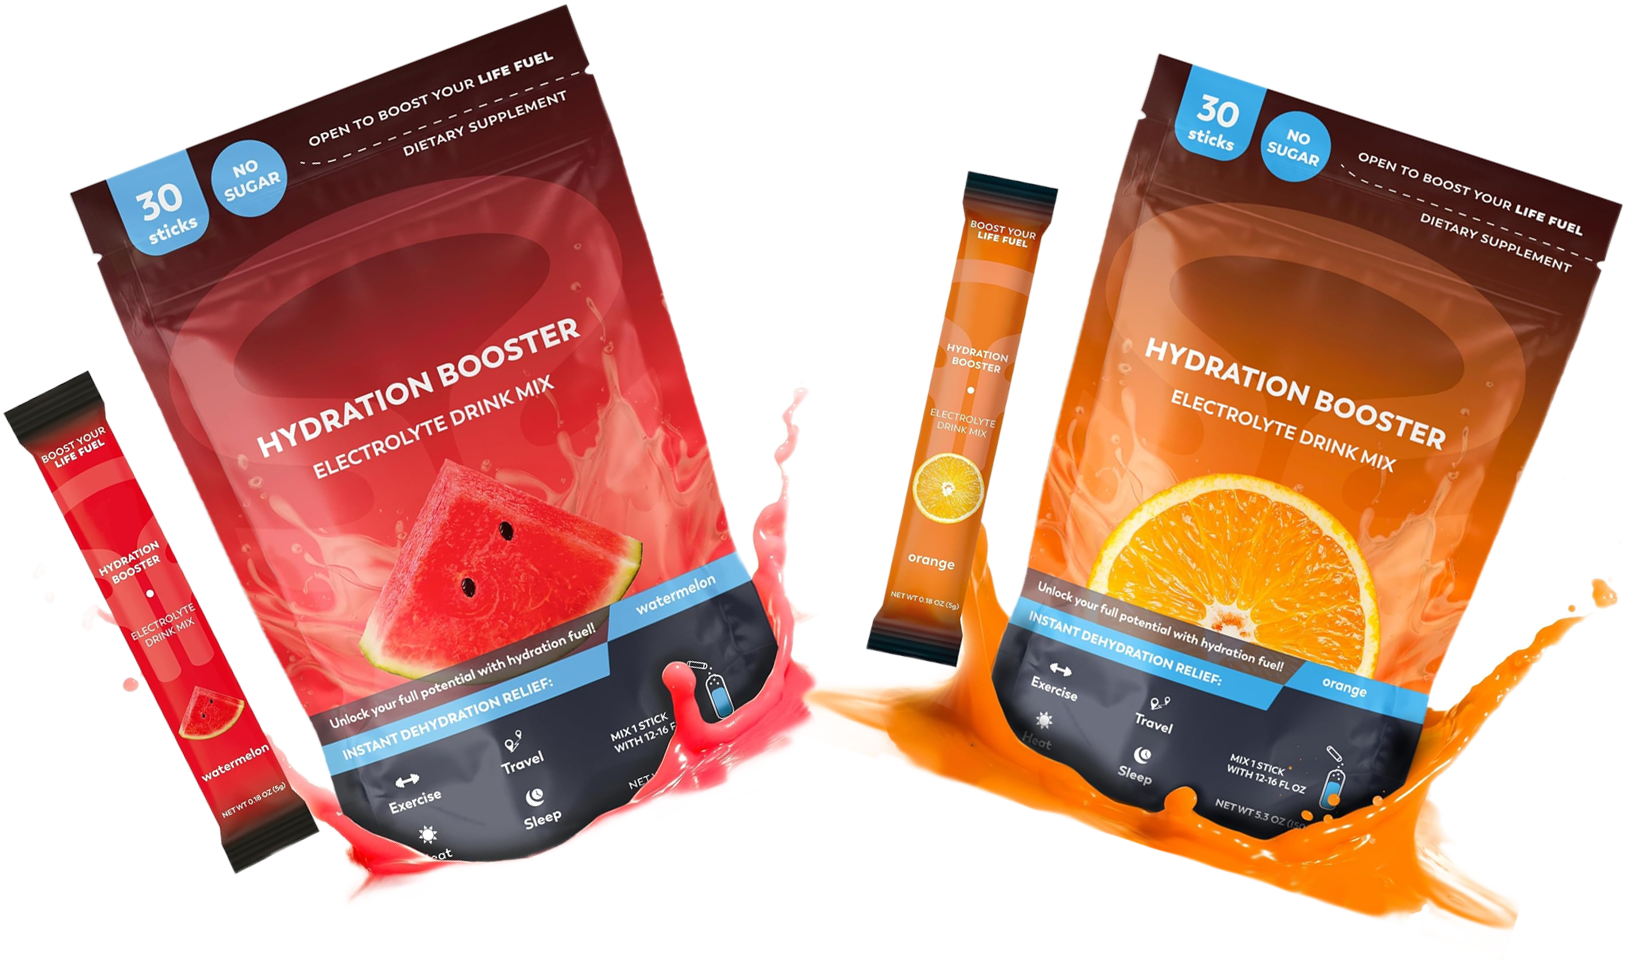 30
sticks
NO
SUGAR
OPEN TO BOOST YOUR LIFE FUEL
DIETARY SUPPLEMENT
HYDRATION BOOSTER
ELECTROLYTE DRINK MIX
watermelon
Unlock your full potential with hydration fuel!
INSTANT DEHYDRATION RELIEF:
Exercise
Travel
Sleep
MIX 1 STICK
WITH 12-16
BOOST YOUR
LIFE FUEL
HYDRATION
BOOSTER
ELECTROLYTE
DRINK MIX
watermelon
NET WT 0.18 OZ (5g)
BOOST YOUR
LIFE FUEL
HYDRATION
BOOSTER
ELECTROLYTE
DRINK MIX
orange
NET WT 0.18 OZ (5g)
30
sticks
NO
SUGAR
OPEN TO BOOST YOUR LIFE FUEL
DIETARY SUPPLEMENT
HYDRATION BOOSTER
ELECTROLYTE DRINK MIX
Unlock your full potential with hydration fuel!
INSTANT DEHYDRATION RELIEF:
orange
Exercise
Travel
Heat
Sleep
MIX 1 STICK
WITH 12-16 FL OZ
NET WT 5.3 OZ